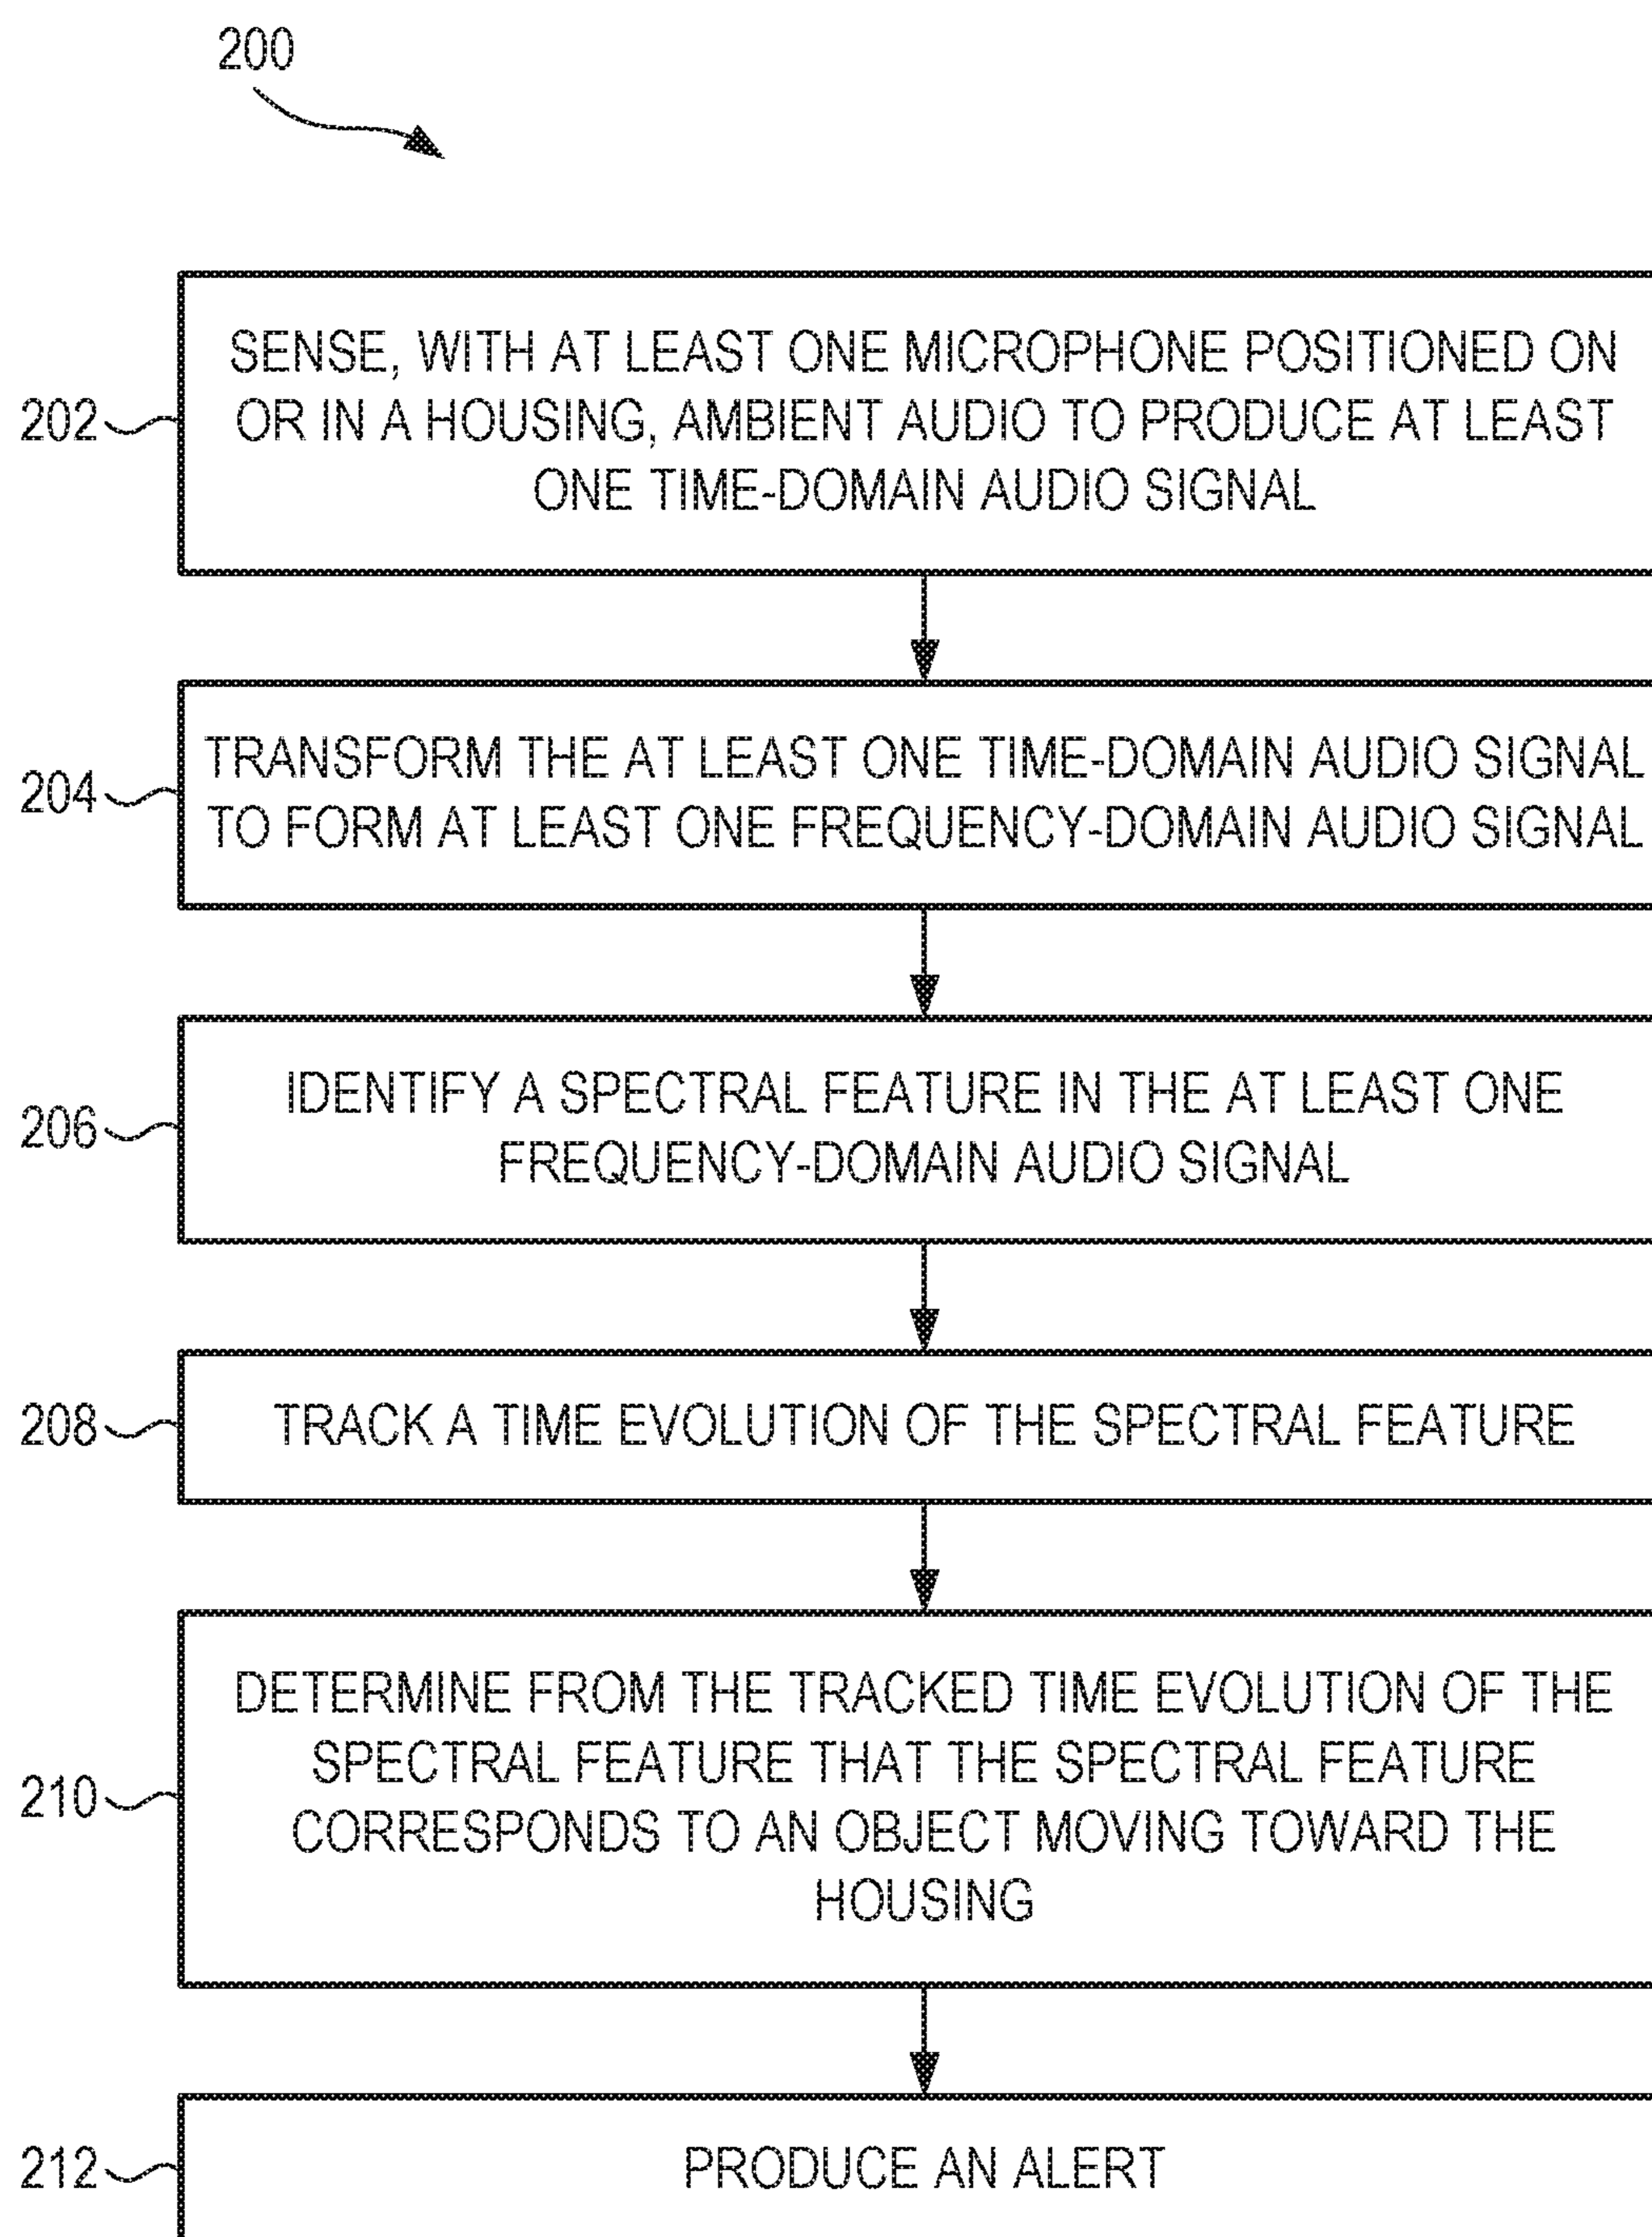 200
202
SENSE, WITH AT LEAST ONE MICROPHONE POSITIONED ON
OR IN A HOUSING, AMBIENT AUDIO TO PRODUCE AT LEAST
ONE TIME-DOMAIN AUDIO SIGNAL
204
TRANSFORM THE AT LEAST ONE TIME-DOMAIN AUDIO SIGNAL
TO FORM AT LEAST ONE FREQUENCY-DOMAIN AUDIO SIGNAL
206
IDENTIFY A SPECTRAL FEATURE IN THE AT LEAST ONE
FREQUENCY-DOMAIN AUDIO SIGNAL
208
TRACK A TIME EVOLUTION OF THE SPECTRAL FEATURE
210
DETERMINE FROM THE TRACKED TIME EVOLUTION OF THE
SPECTRAL FEATURE THAT THE SPECTRAL FEATURE
CORRESPONDS TO AN OBJECT MOVING TOWARD THE
HOUSING
212
PRODUCE AN ALERT